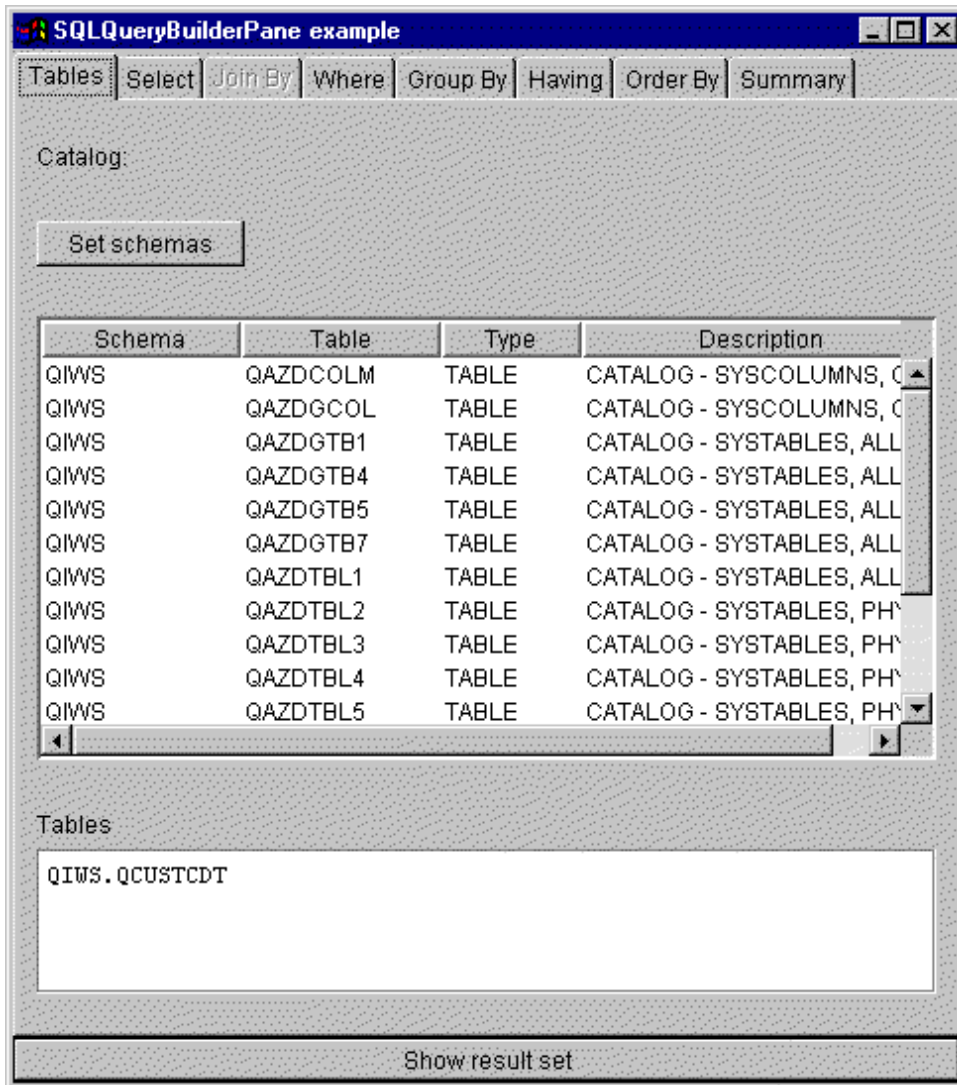 SQLQueryBuilderPane example
Tables Select Join By Where Group By Having Order By Summary
Catalog:
Set schemas
Schema Table Type Description
QIWS QAZDCOLM TABLE CATALOG - SYSCOLUMNS,
QIWS QAZDGCOL TABLE CATALOG - SYSCOLUMNS,
QIWS QAZDGTB1 TABLE CATALOG - SYSTABLES, ALL
QIWS QAZDGTB4 TABLE CATALOG - SYSTABLES, ALL
QIWS QAZDGTB5 TABLE CATALOG - SYSTABLES, ALL
QIWS QAZDGTB7 TABLE CATALOG - SYSTABLES, ALL
QIWS QAZDTBL1 TABLE CATALOG - SYSTABLES, ALL
QIWS QAZDTBL2 TABLE CATALOG - SYSTABLES, PHY
QIWS QAZDTBL3 TABLE CATALOG - SYSTABLES, PHY
QIWS QAZDTBL4 TABLE CATALOG - SYSTABLES, PHY
QIWS QAZDTBL5 TABLE CATALOG - SYSTABLES, PHY
Tables
QIWS.QCUSTCDT
Show result set